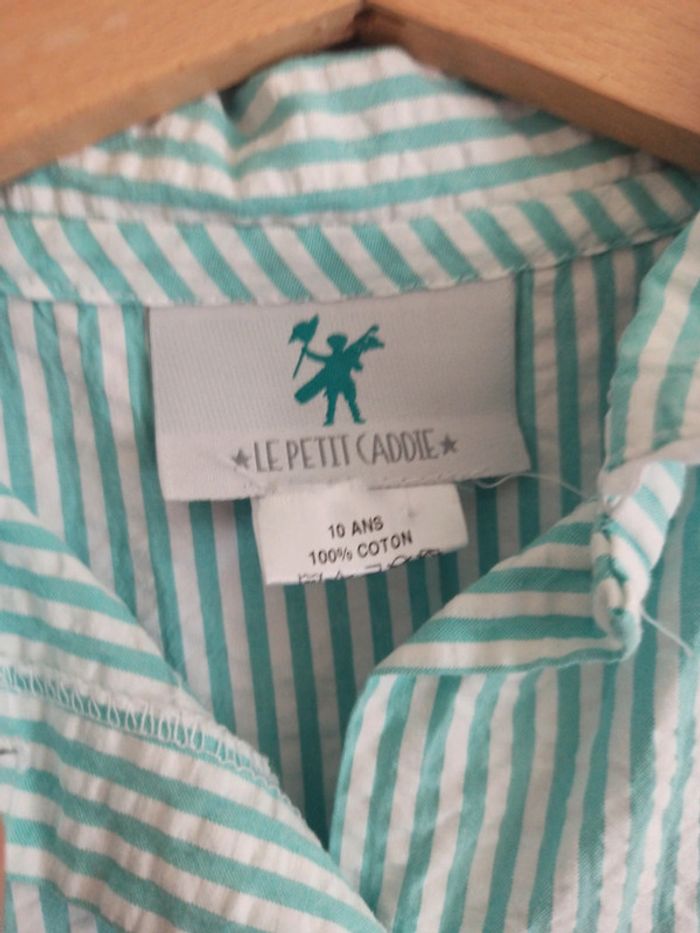 ★LE PETIT CADDIE★
10 ANS
100% COTON